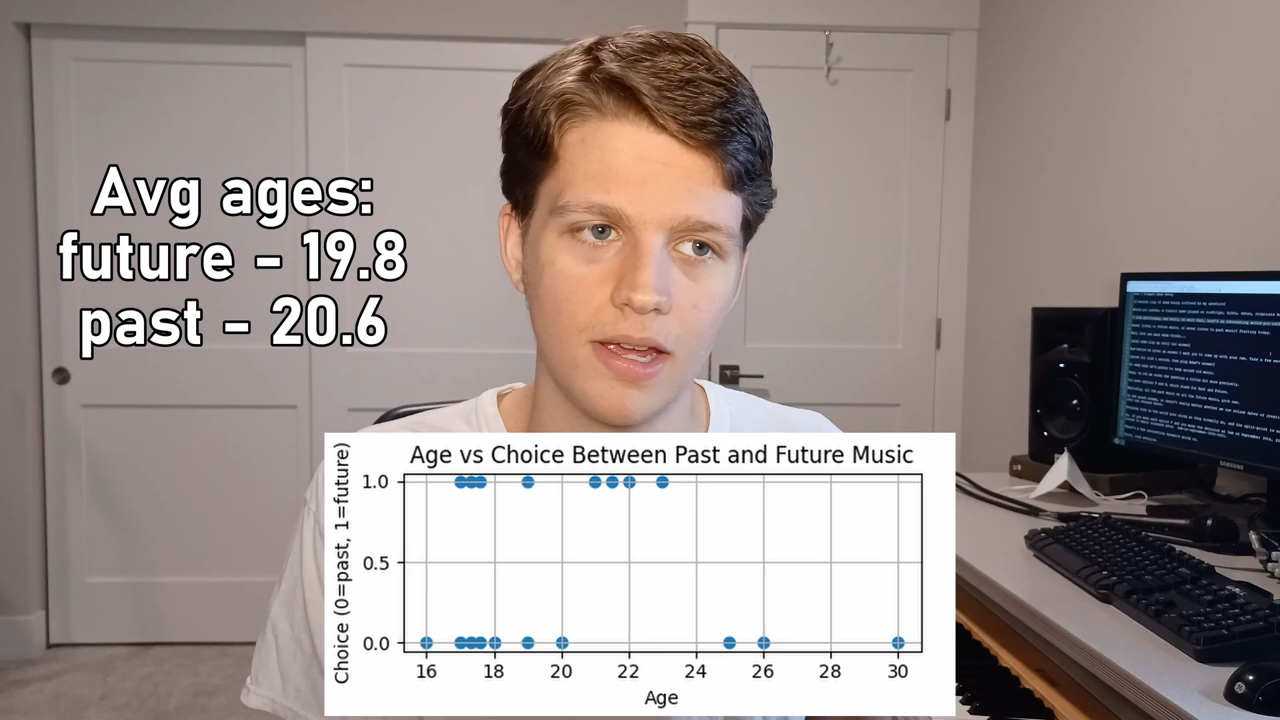 Avg ages:
future - 19.8
past - 20.6
Age vs Choice Between Past and Future Music
Choice (0=past, 1=future)
1.0
0.5
0.0
16 18 20 22 24 26 28 30
Age
SAMSUNG